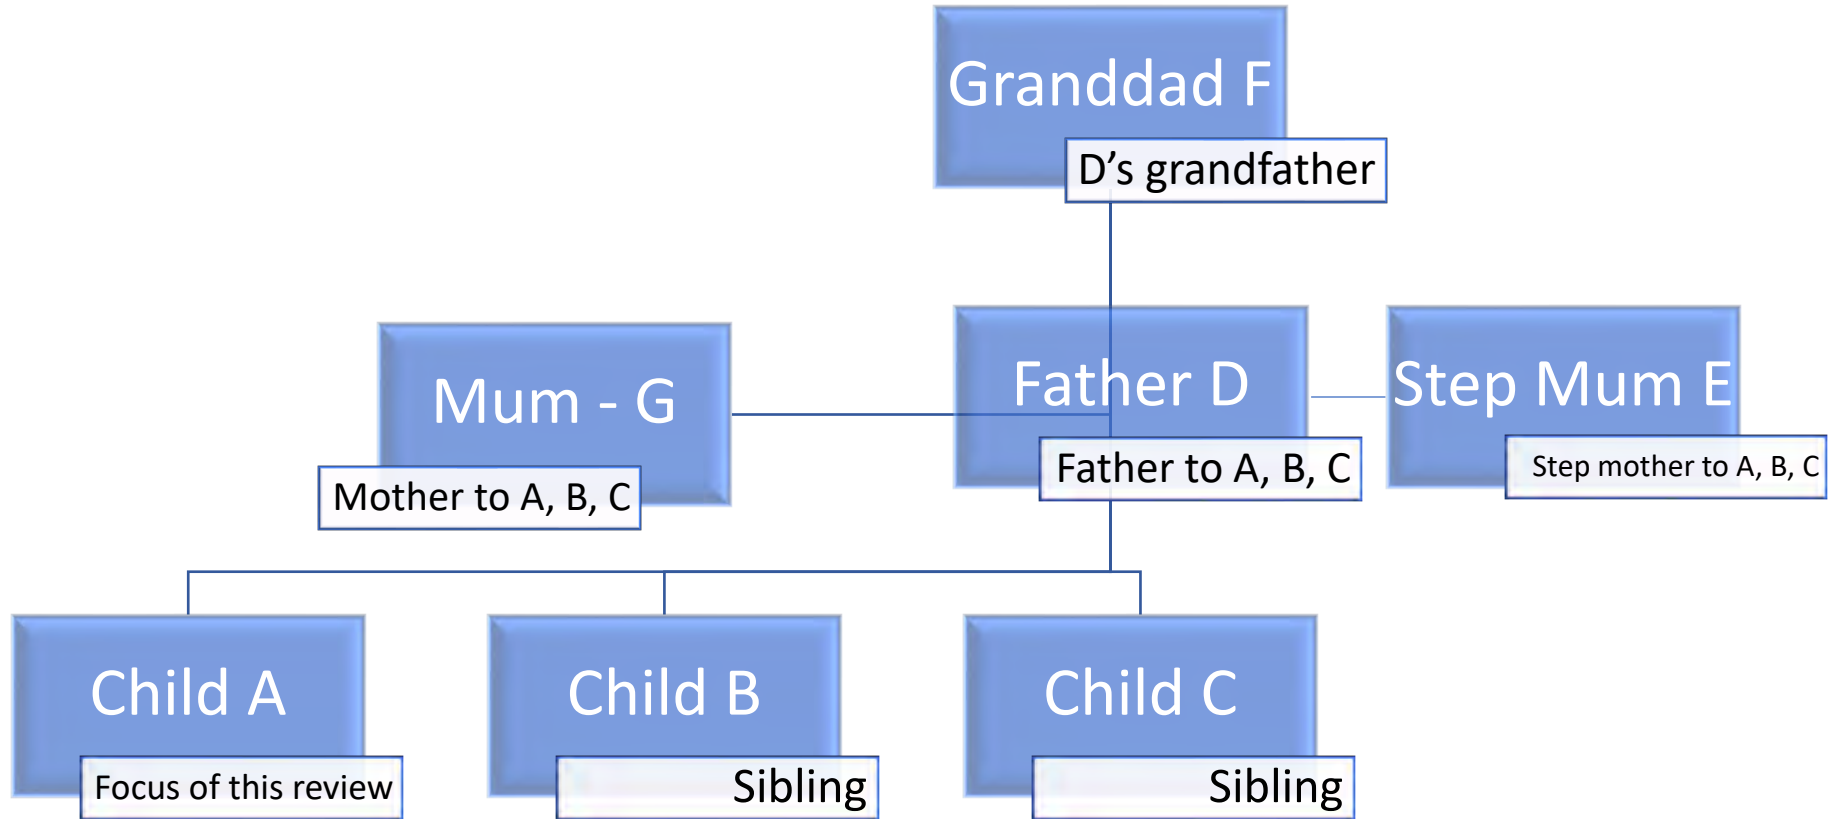 Granddad F
D’s grandfather
Mum - G
Mother to A, B, C
Father D
Father to A, B, C
Step Mum E
Step mother to A, B, C
Child A
Focus of this review
Child B
Sibling
Child C
Sibling